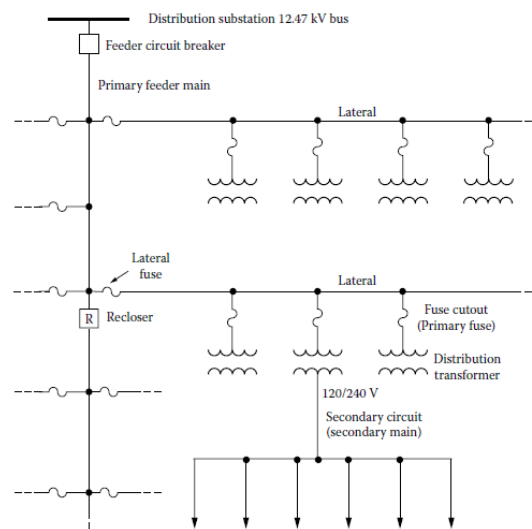 Distribution substation 12.47 kV bus
Feeder circuit breaker
Primary feeder main
Lateral
Lateral
fuse
Lateral
R
Recloser
Fuse cutout
(Primary fuse)
Distribution
transformer
120/240 V
Secondary circuit
(secondary main)